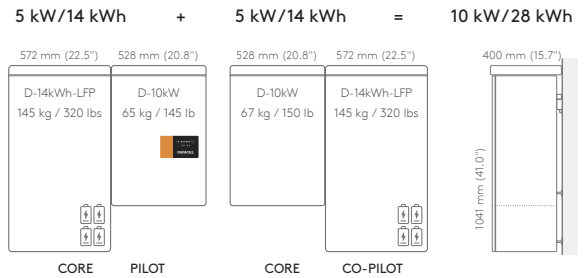 5 kW/14 kWh + 5 kW/14 kWh = 10 kW/28 kWh
572 mm (22.5") 528 mm (20.8") 528 mm (20.8") 572 mm (22.5") 400 mm (15.7")
D-14kWh-LFP D-10kW D-10kW D-14kWh-LFP
145 kg / 320 lbs 65 kg / 145 lb 67 kg / 150 lb 145 kg / 320 lbs
DURACELL
1041 mm (41.0")
CORE PILOT CORE CO-PILOT